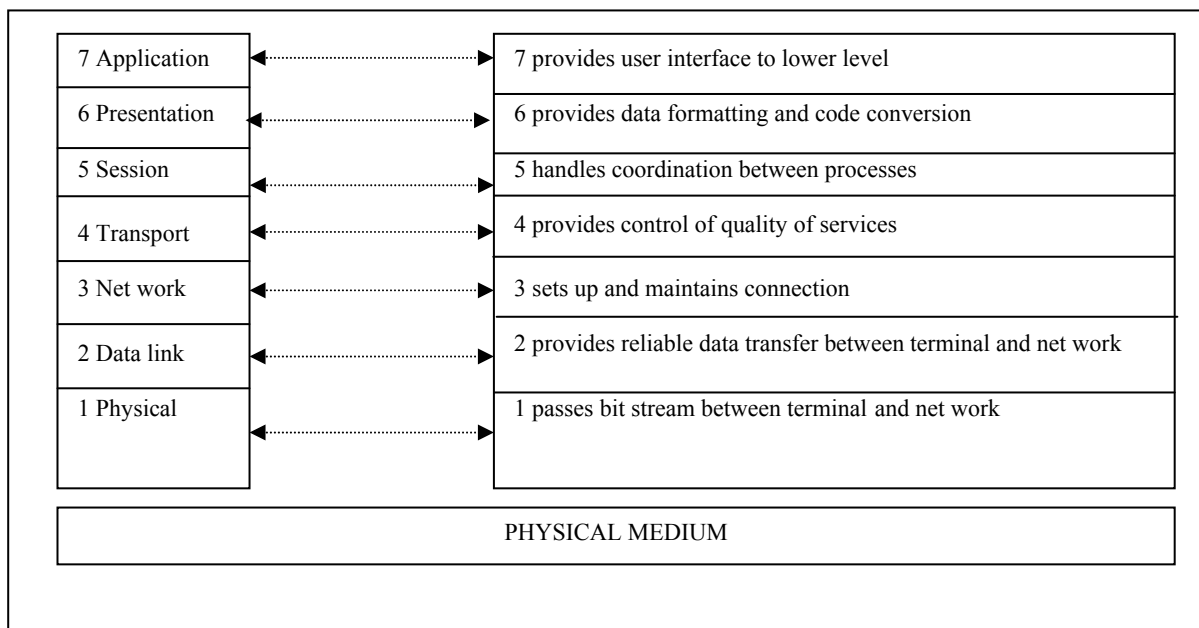 7 Application
7 provides user interface to lower level
6 Presentation
6 provides data formatting and code conversion
5 Session
5 handles coordination between processes
4 Transport
4 provides control of quality of services
3 Net work
3 sets up and maintains connection
2 Data link
2 provides reliable data transfer between terminal and net work
1 Physical
1 passes bit stream between terminal and net work
PHYSICAL MEDIUM